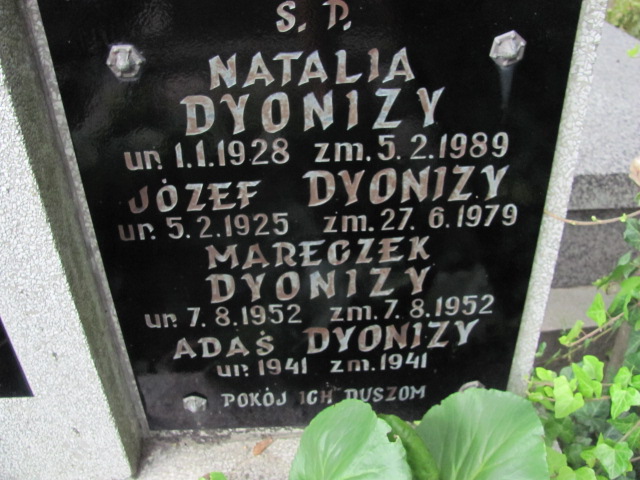 Ś. P.
NATALIA
DYONIZY
ur. 1.1.1928 zm. 5.2.1989
JÓZEF DYONIZY
ur. 5.2.1925 zm. 27.6.1979
MARECZEK
DYONIZY
ur. 7.8.1952 zm. 7.8.1952
ADAŚ DYONIZY
ur. 1941 zm. 1941
POKÓJ ICH DUSZOM